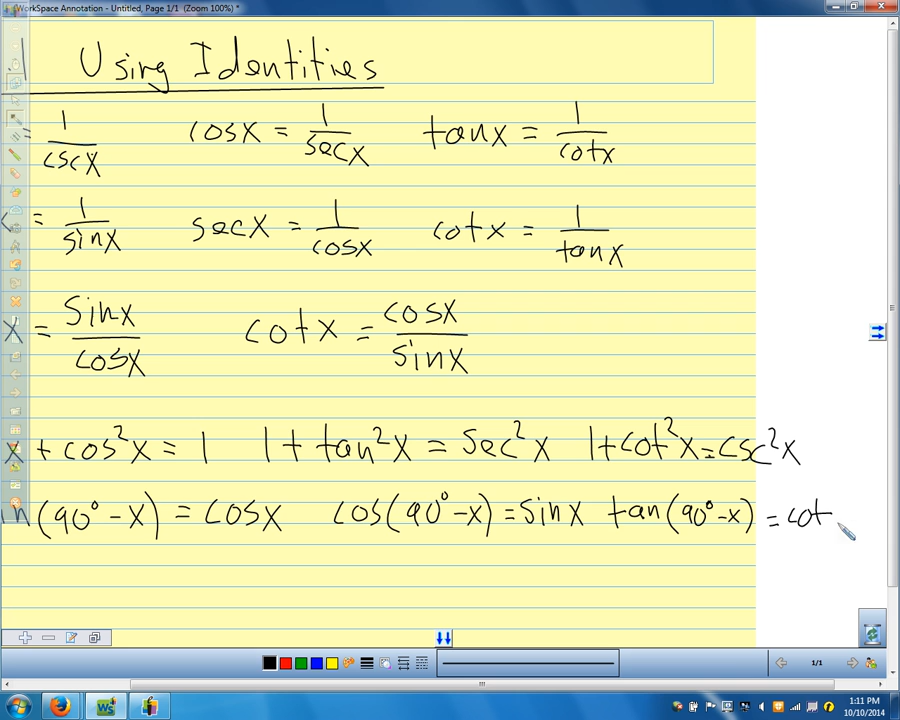 WorkSpace Annotation - Untitled, Page 1/1 (Zoom 100%) *
Using Identities
= 1/cscx cosx = 1/secx tanx = 1/cotx
= 1/sinx secx = 1/cosx cotx = 1/tanx
x = sinx/cosx cotx = cosx/sinx
x + cos²x = 1 1 + tan²x = sec²x 1 + cot²x = csc²x
in(90° - x) = cosx cos(90° - x) = sinx tan(90° - x) = cot
1/1
1:11 PM
10/10/2014